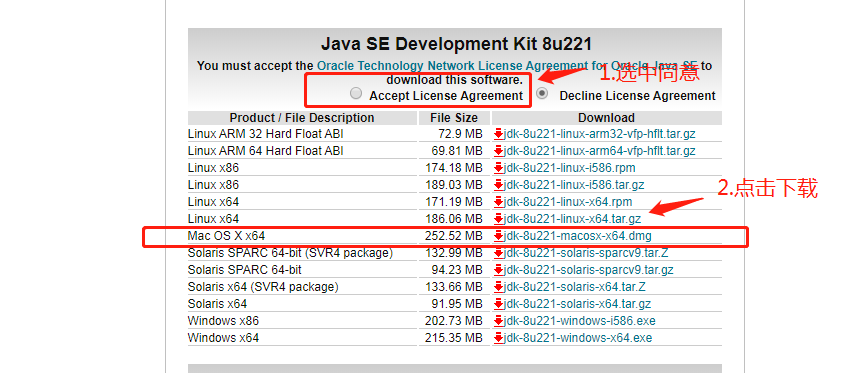 Java SE Development Kit 8u221
You must accept the Oracle Technology Network License Agreement for Oracle Java SE to
download this software.
1.选中同意
Accept License Agreement Decline License Agreement
Product / File Description File Size Download
Linux ARM 32 Hard Float ABI 72.9 MB jdk-8u221-linux-arm32-vfp-hflt.tar.gz
Linux ARM 64 Hard Float ABI 69.81 MB jdk-8u221-linux-arm64-vfp-hflt.tar.gz
Linux x86 174.18 MB jdk-8u221-linux-i586.rpm
Linux x86 189.03 MB jdk-8u221-linux-i586.tar.gz
2.点击下载
Linux x64 171.19 MB jdk-8u221-linux-x64.rpm
Linux x64 186.06 MB jdk-8u221-linux-x64.tar.gz
Mac OS X x64 252.52 MB jdk-8u221-macosx-x64.dmg
Solaris SPARC 64-bit (SVR4 package) 132.99 MB jdk-8u221-solaris-sparcv9.tar.Z
Solaris SPARC 64-bit 94.23 MB jdk-8u221-solaris-sparcv9.tar.gz
Solaris x64 (SVR4 package) 133.66 MB jdk-8u221-solaris-x64.tar.Z
Solaris x64 91.95 MB jdk-8u221-solaris-x64.tar.gz
Windows x86 202.73 MB jdk-8u221-windows-i586.exe
Windows x64 215.35 MB jdk-8u221-windows-x64.exe